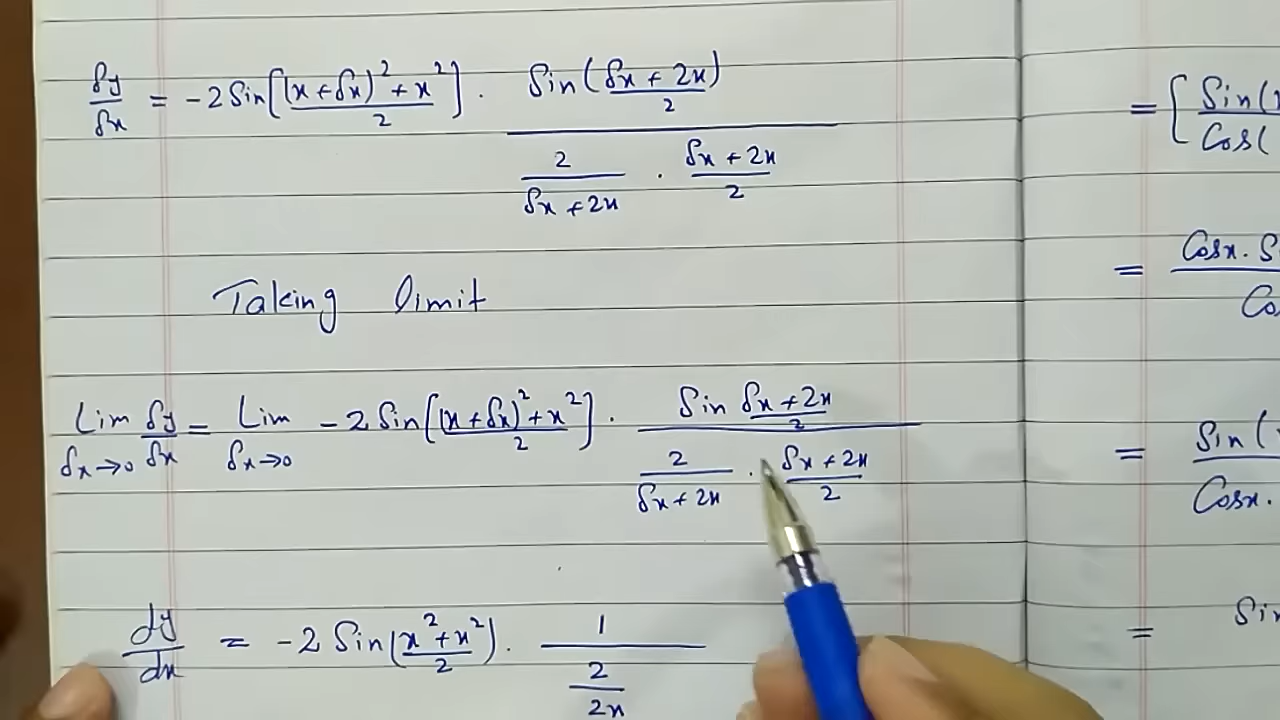 δy/δx = -2 Sin[((x+δx)²+x²)/2] . Sin((δx+2x)/2) / (2/(δx+2x) . (δx+2x)/2)
Taking limit
Lim δx→0 δy/δx = Lim δx→0 -2 Sin[((x+δx)²+x²)/2] . Sin (δx+2x)/2 / (2/(δx+2x) . (δx+2x)/2)
dy/dx = -2 Sin((x²+x²)/2) . 1/(2/2x)
= { Sin( / Cos(
= Cosx . S / Co
= Sin( / Cosx .
= Sin